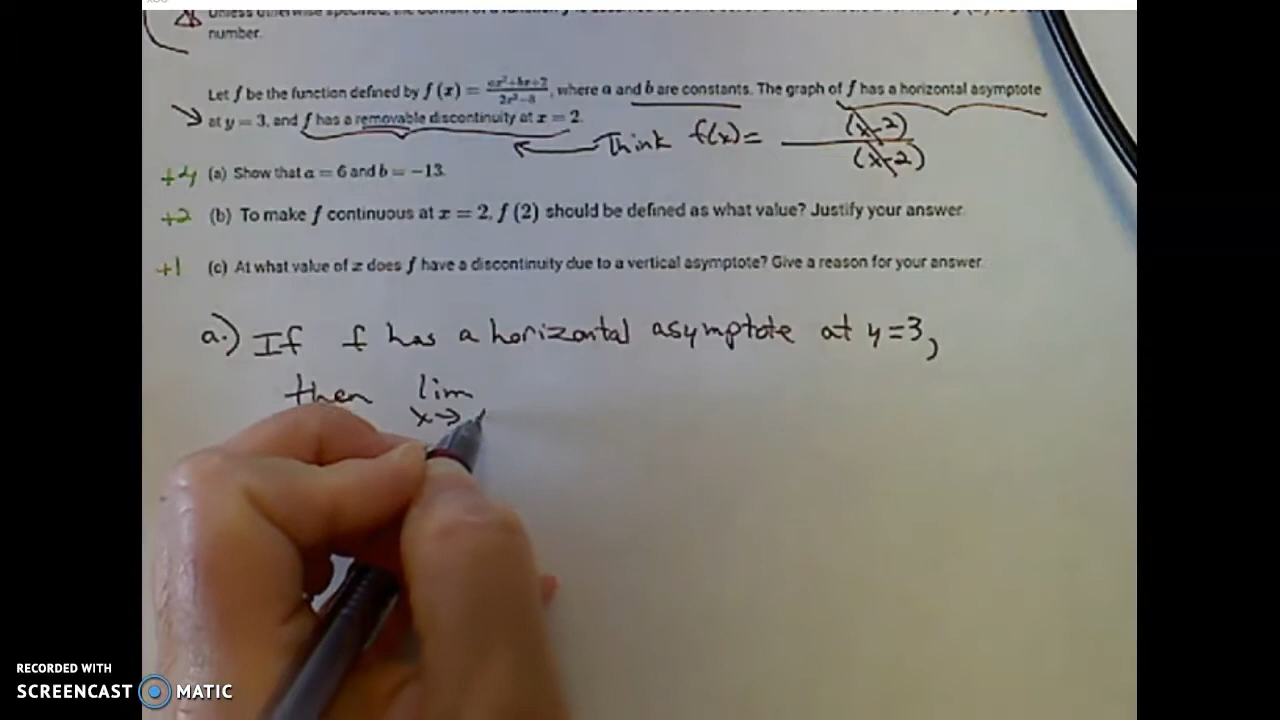 number.
Let f be the function defined by f(x) = (ax²+bx+2)/(2x²−8), where a and b are constants. The graph of f has a horizontal asymptote
at y = 3, and f has a removable discontinuity at x = 2.
Think f(x) = (x-2)/(x-2)
+4 (a) Show that a = 6 and b = −13.
+2 (b) To make f continuous at x = 2, f(2) should be defined as what value? Justify your answer.
+1 (c) At what value of x does f have a discontinuity due to a vertical asymptote? Give a reason for your answer.
a.) If f has a horizontal asymptote at y=3,
then lim
x→
RECORDED WITH
SCREENCAST MATIC